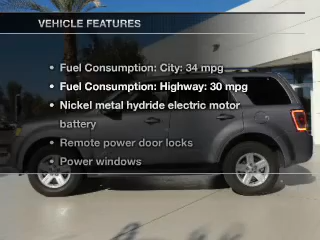 VEHICLE FEATURES
• Fuel Consumption: City: 34 mpg
• Fuel Consumption: Highway: 30 mpg
• Nickel metal hydride electric motor
battery
• Remote power door locks
• Power windows